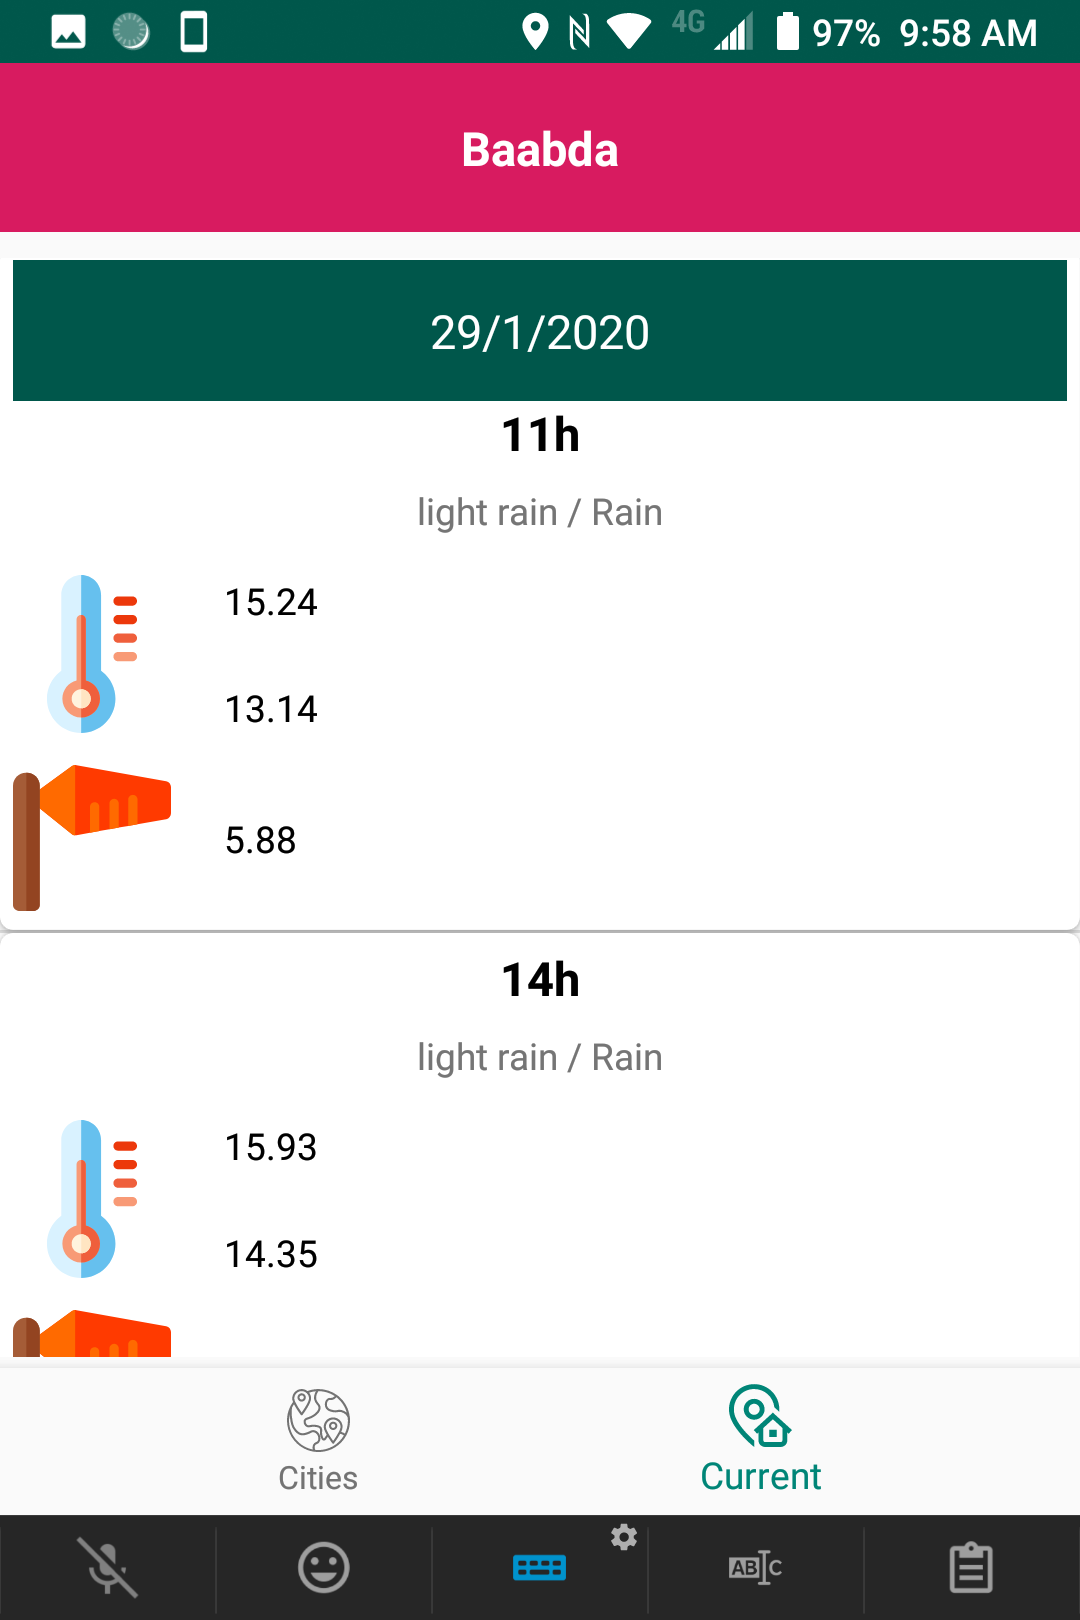 4G 97% 9:58 AM
Baabda
29/1/2020
11h
light rain / Rain
15.24
13.14
5.88
14h
light rain / Rain
15.93
14.35
Cities
Current
ABC